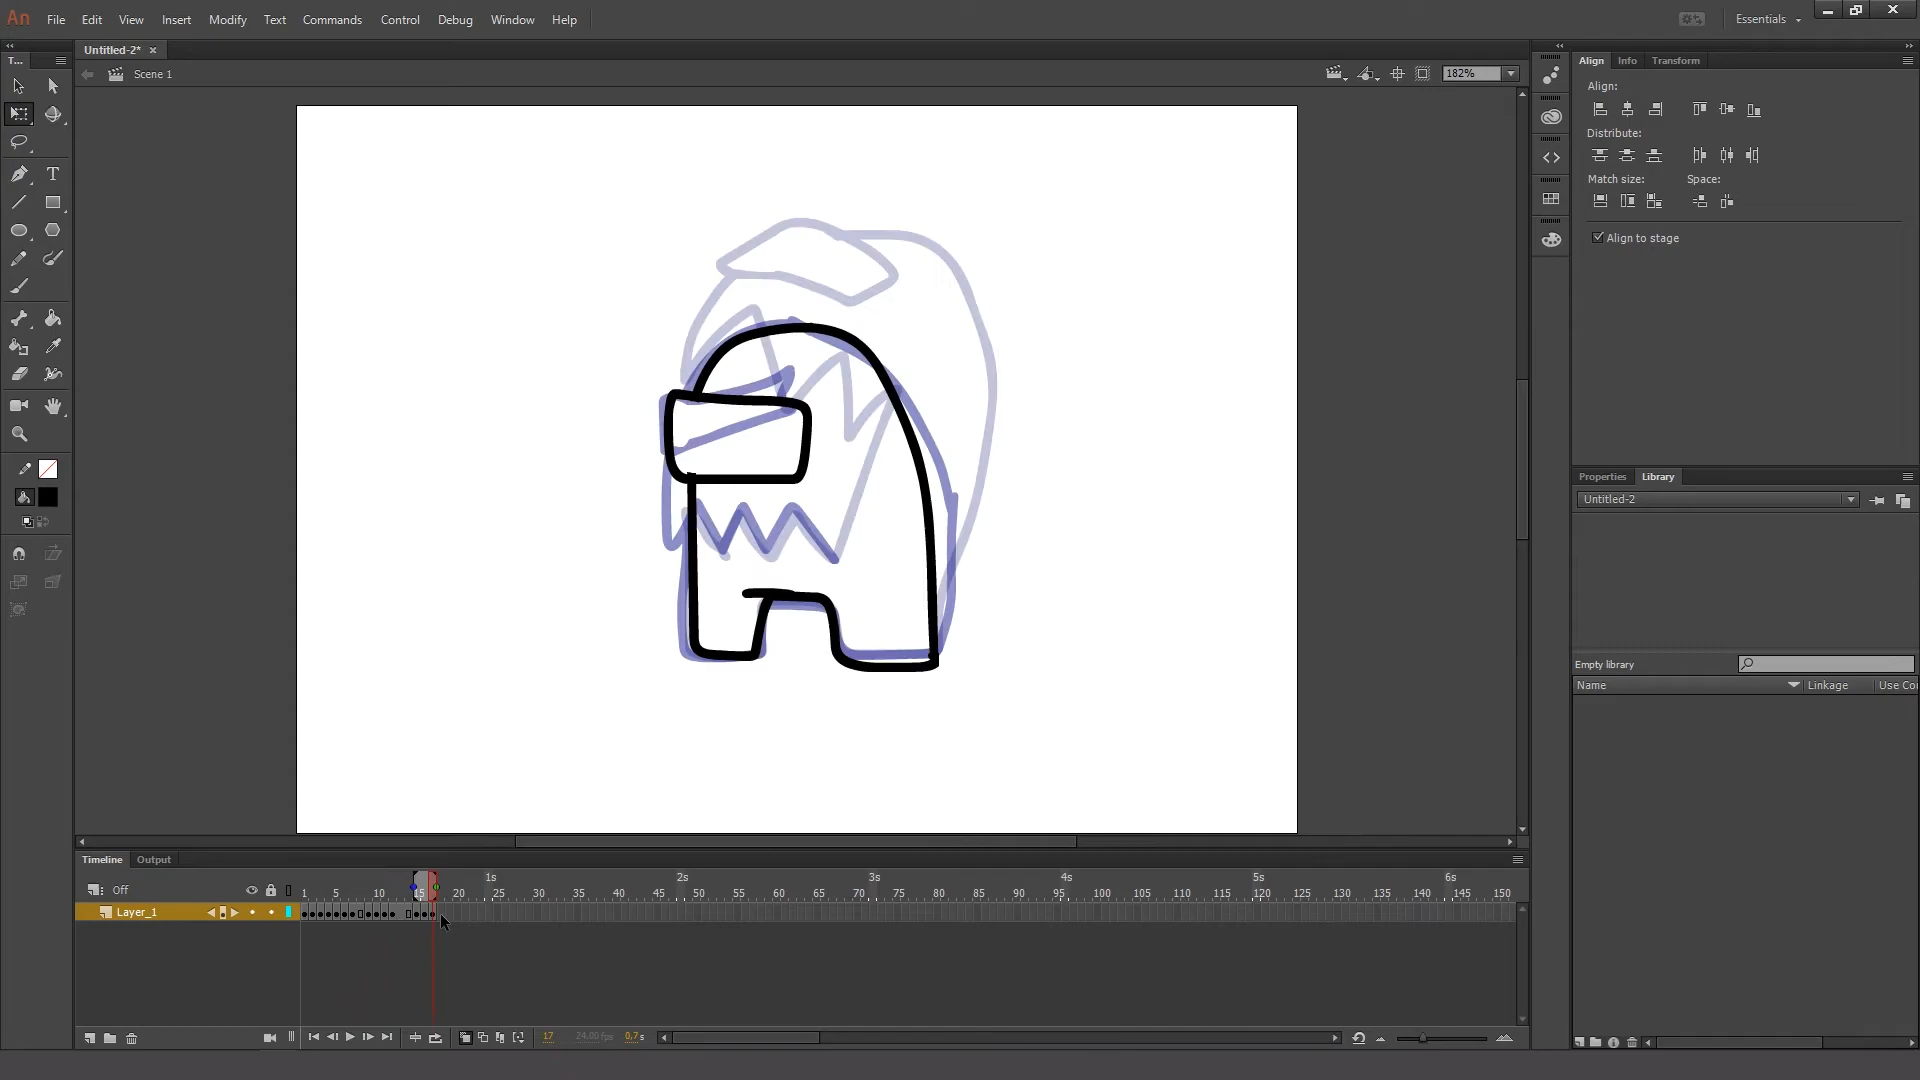 An File Edit View Insert Modify Text Commands Control Debug Window Help Essentials
Untitled-2* ×
T...
Scene 1
182%
Align Info Transform
Align:
Distribute:
Match size: Space:
Align to stage
Properties Library
Untitled-2
Empty library
Name Linkage Use Co
Timeline Output
1s 2s 3s 4s 5s 6s
Off 1 5 10 15 20 25 30 35 40 45 50 55 60 65 70 75 80 85 90 95 100 105 110 115 120 125 130 135 140 145 150
Layer_1
17 24.00 fps 0.7 s